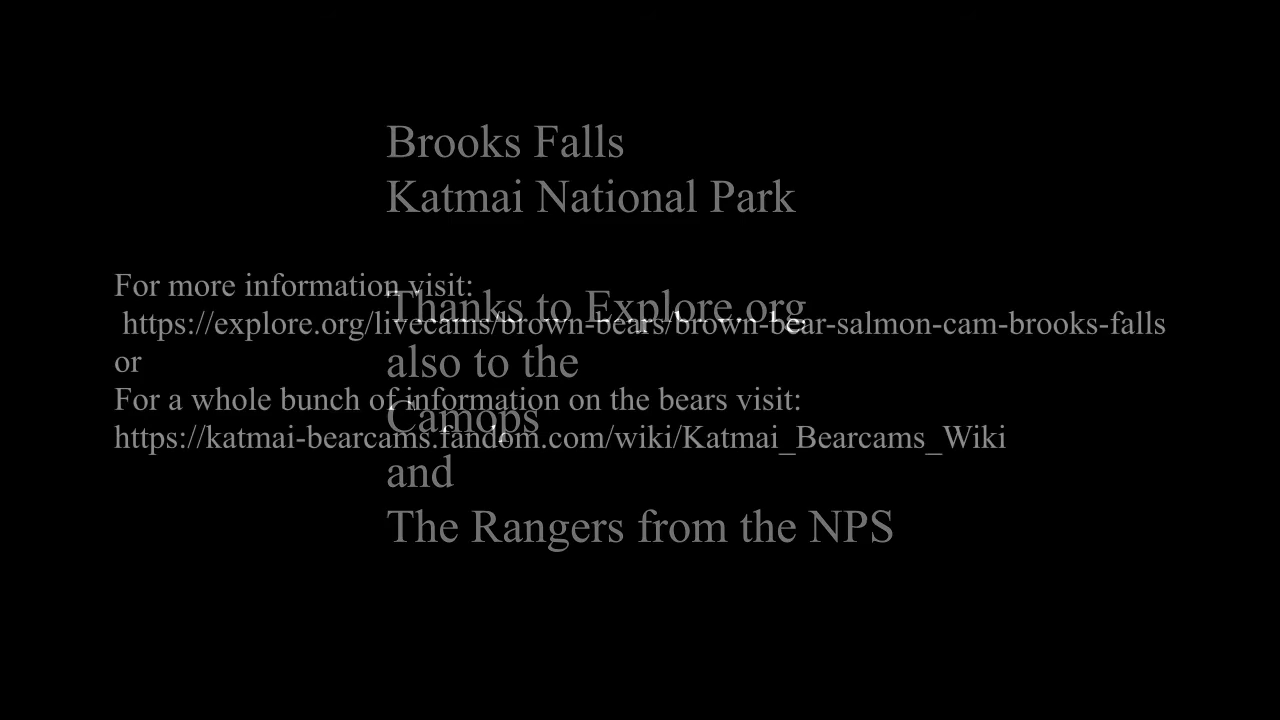 Brooks Falls
Katmai National Park
Thanks to Explore.org
also to the
Camops
and
The Rangers from the NPS
For more information visit:
https://explore.org/livecams/brown-bears/brown-bear-salmon-cam-brooks-falls
or
For a whole bunch of information on the bears visit:
https://katmai-bearcams.fandom.com/wiki/Katmai_Bearcams_Wiki